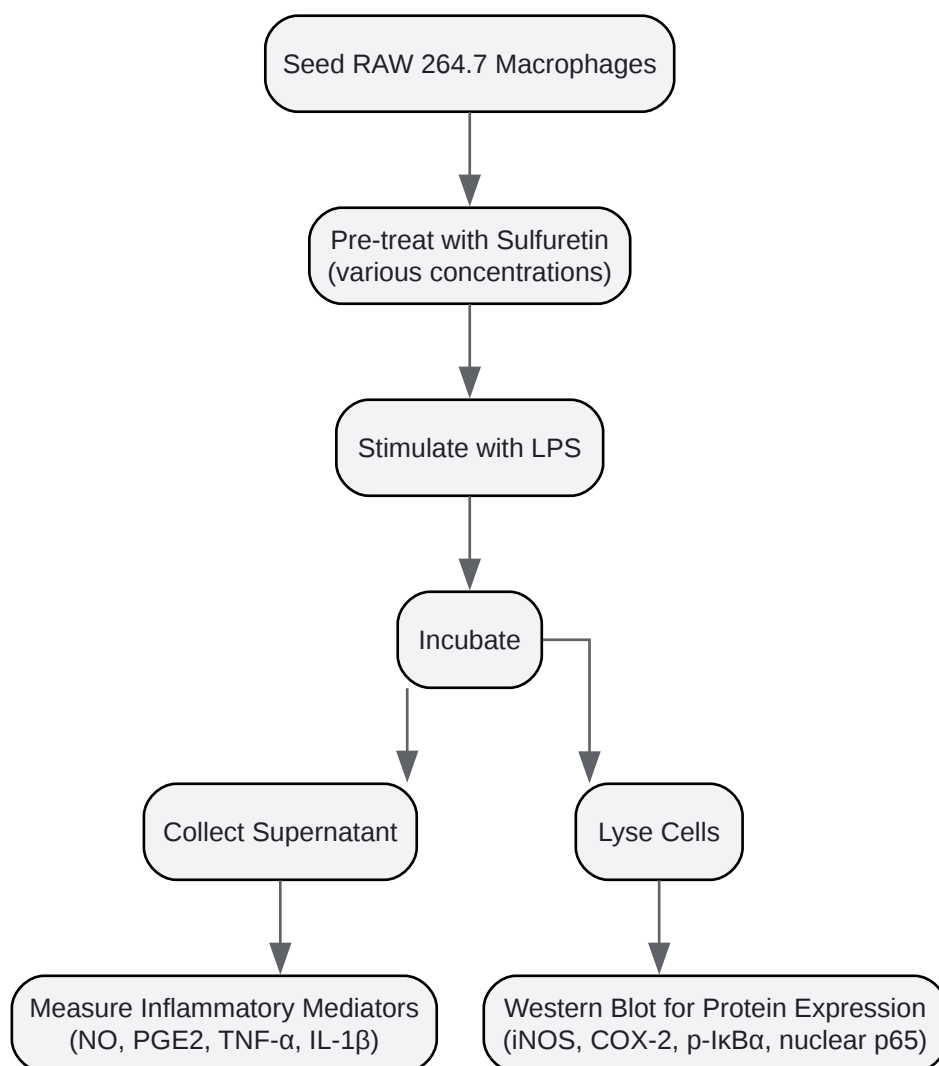 Seed RAW 264.7 Macrophages
Pre-treat with Sulfuretin
(various concentrations)
Stimulate with LPS
Incubate
Collect Supernatant
Lyse Cells
Measure Inflammatory Mediators
(NO, PGE2, TNF-α, IL-1β)
Western Blot for Protein Expression
(iNOS, COX-2, p-IκBα, nuclear p65)